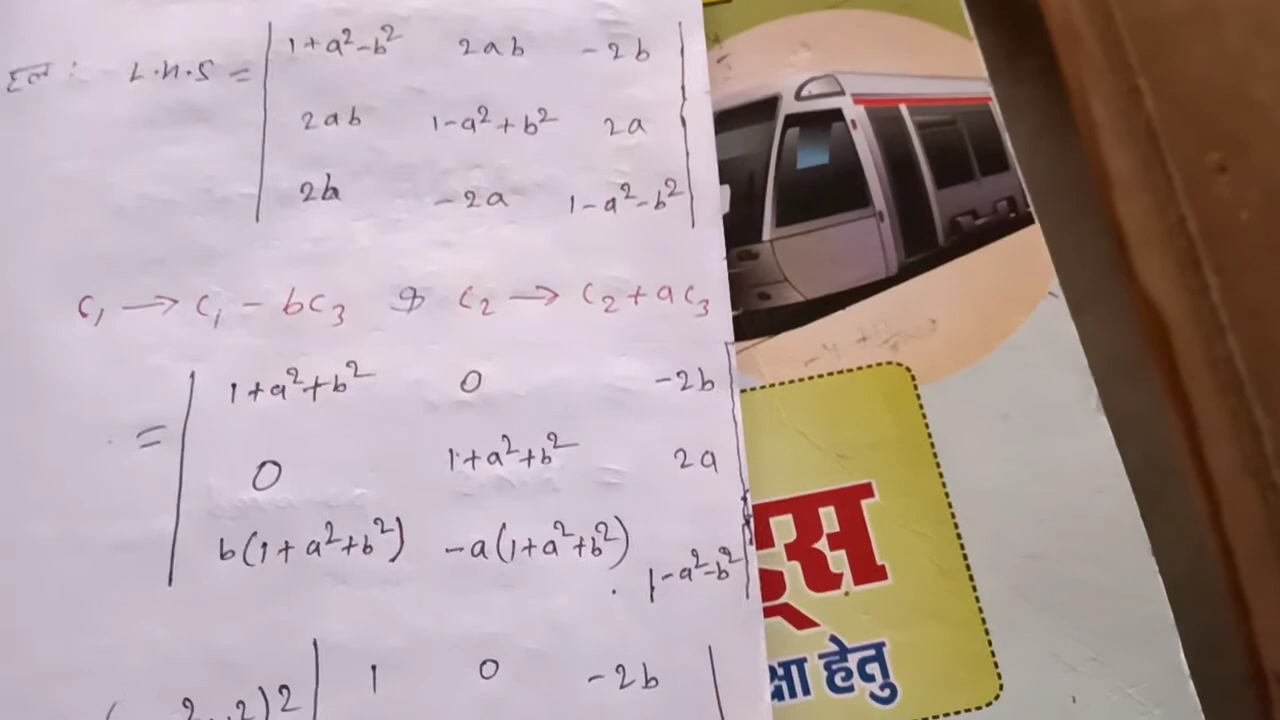 हल: L.H.S = | 1+a²-b² 2ab -2b |
2ab 1-a²+b² 2a
2b -2a 1-a²-b²
C₁ → C₁ - bC₃ & C₂ → C₂ + aC₃
= | 1+a²+b² 0 -2b |
0 1+a²+b² 2a
b(1+a²+b²) -a(1+a²+b²) 1-a²-b²
1 0 -2b
हेतु